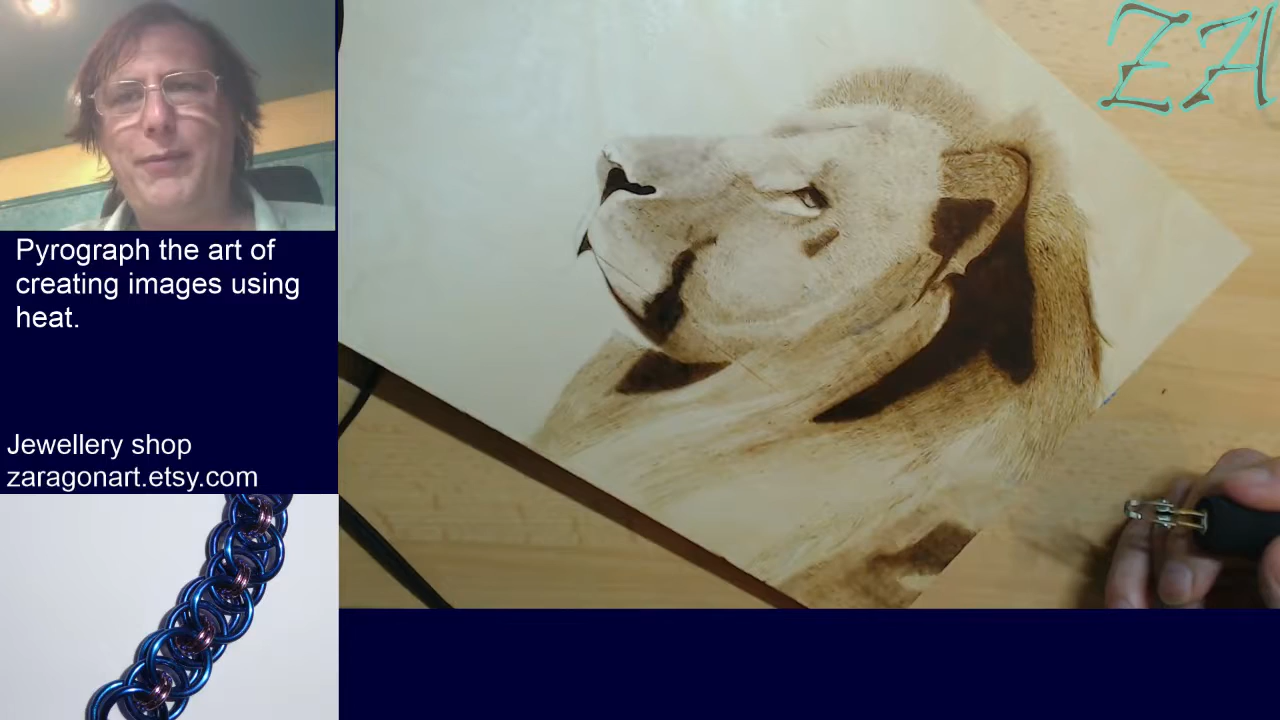 ZA
Pyrograph the art of
creating images using
heat.
Jewellery shop
zaragonart.etsy.com